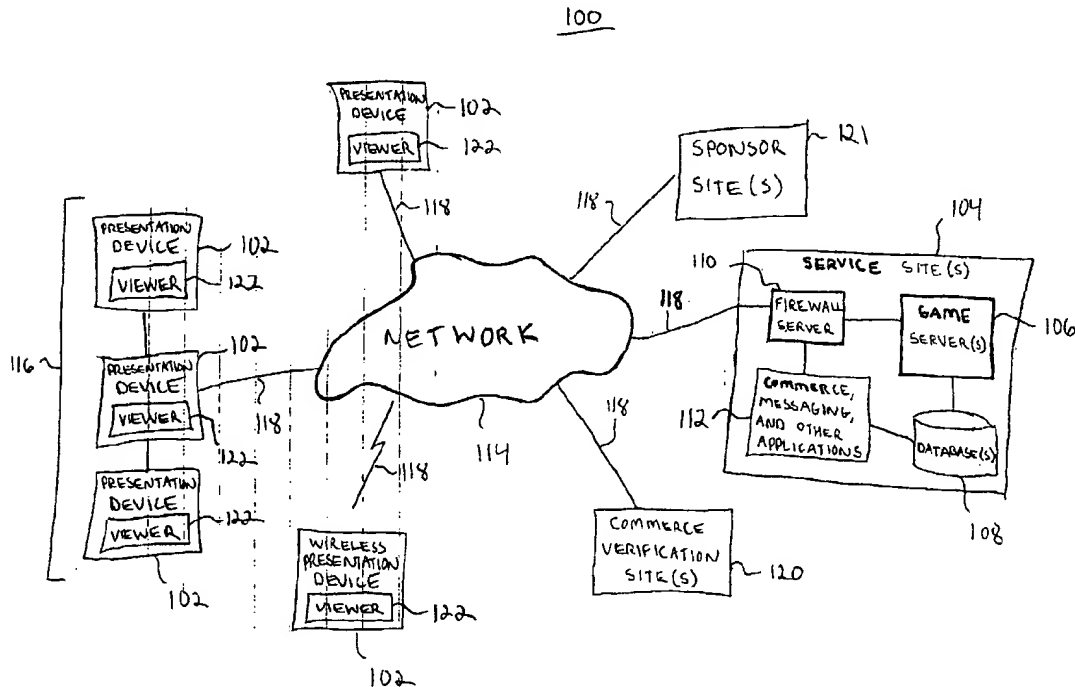 100
PRESENTATION
DEVICE
VIEWER
102
122
118
SPONSOR
SITE(S)
121
118
116
PRESENTATION
DEVICE
VIEWER
102
122
PRESENTATION
DEVICE
VIEWER
102
122
118
PRESENTATION
DEVICE
VIEWER
122
102
NETWORK
114
118
WIRELESS
PRESENTATION
DEVICE
VIEWER
122
102
118
104
SERVICE SITE(S)
110
FIREWALL
SERVER
GAME
SERVER(S)
106
112
COMMERCE,
MESSAGING,
AND OTHER
APPLICATIONS
DATABASE(S)
108
118
COMMERCE
VERIFICATION
SITE(S)
120